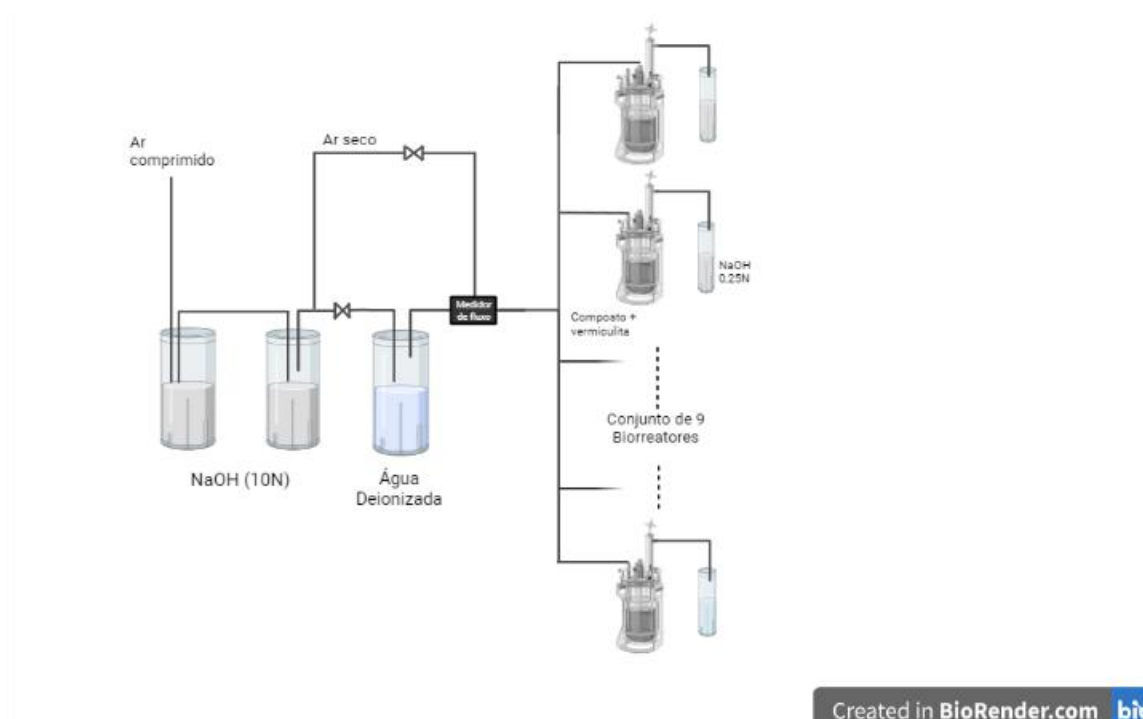 Ar
comprimido
Ar seco
Medidor
de fluxo
NaOH
0.25N
Composto +
vermiculita
Conjunto de 9
Biorreatores
NaOH (10N)
Água
Deionizada
Created in BioRender.com